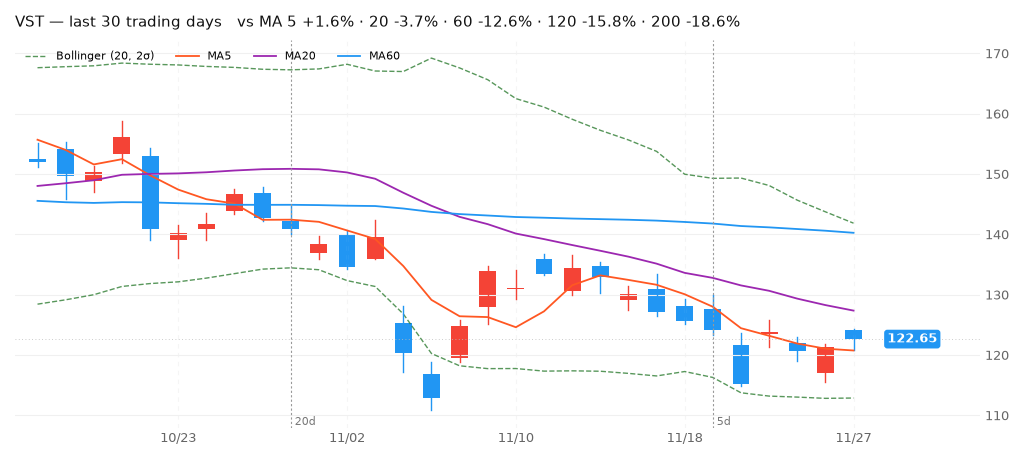 VST — last 30 trading days   vs MA 5 +1.6% · 20 -3.7% · 60 -12.6% · 120 -15.8% · 200 -18.6%
Bollinger (20, 2σ)   MA5   MA20   MA60
170
160
150
140
130
122.65
120
110
20d   5d
10/23   11/02   11/10   11/18   11/27